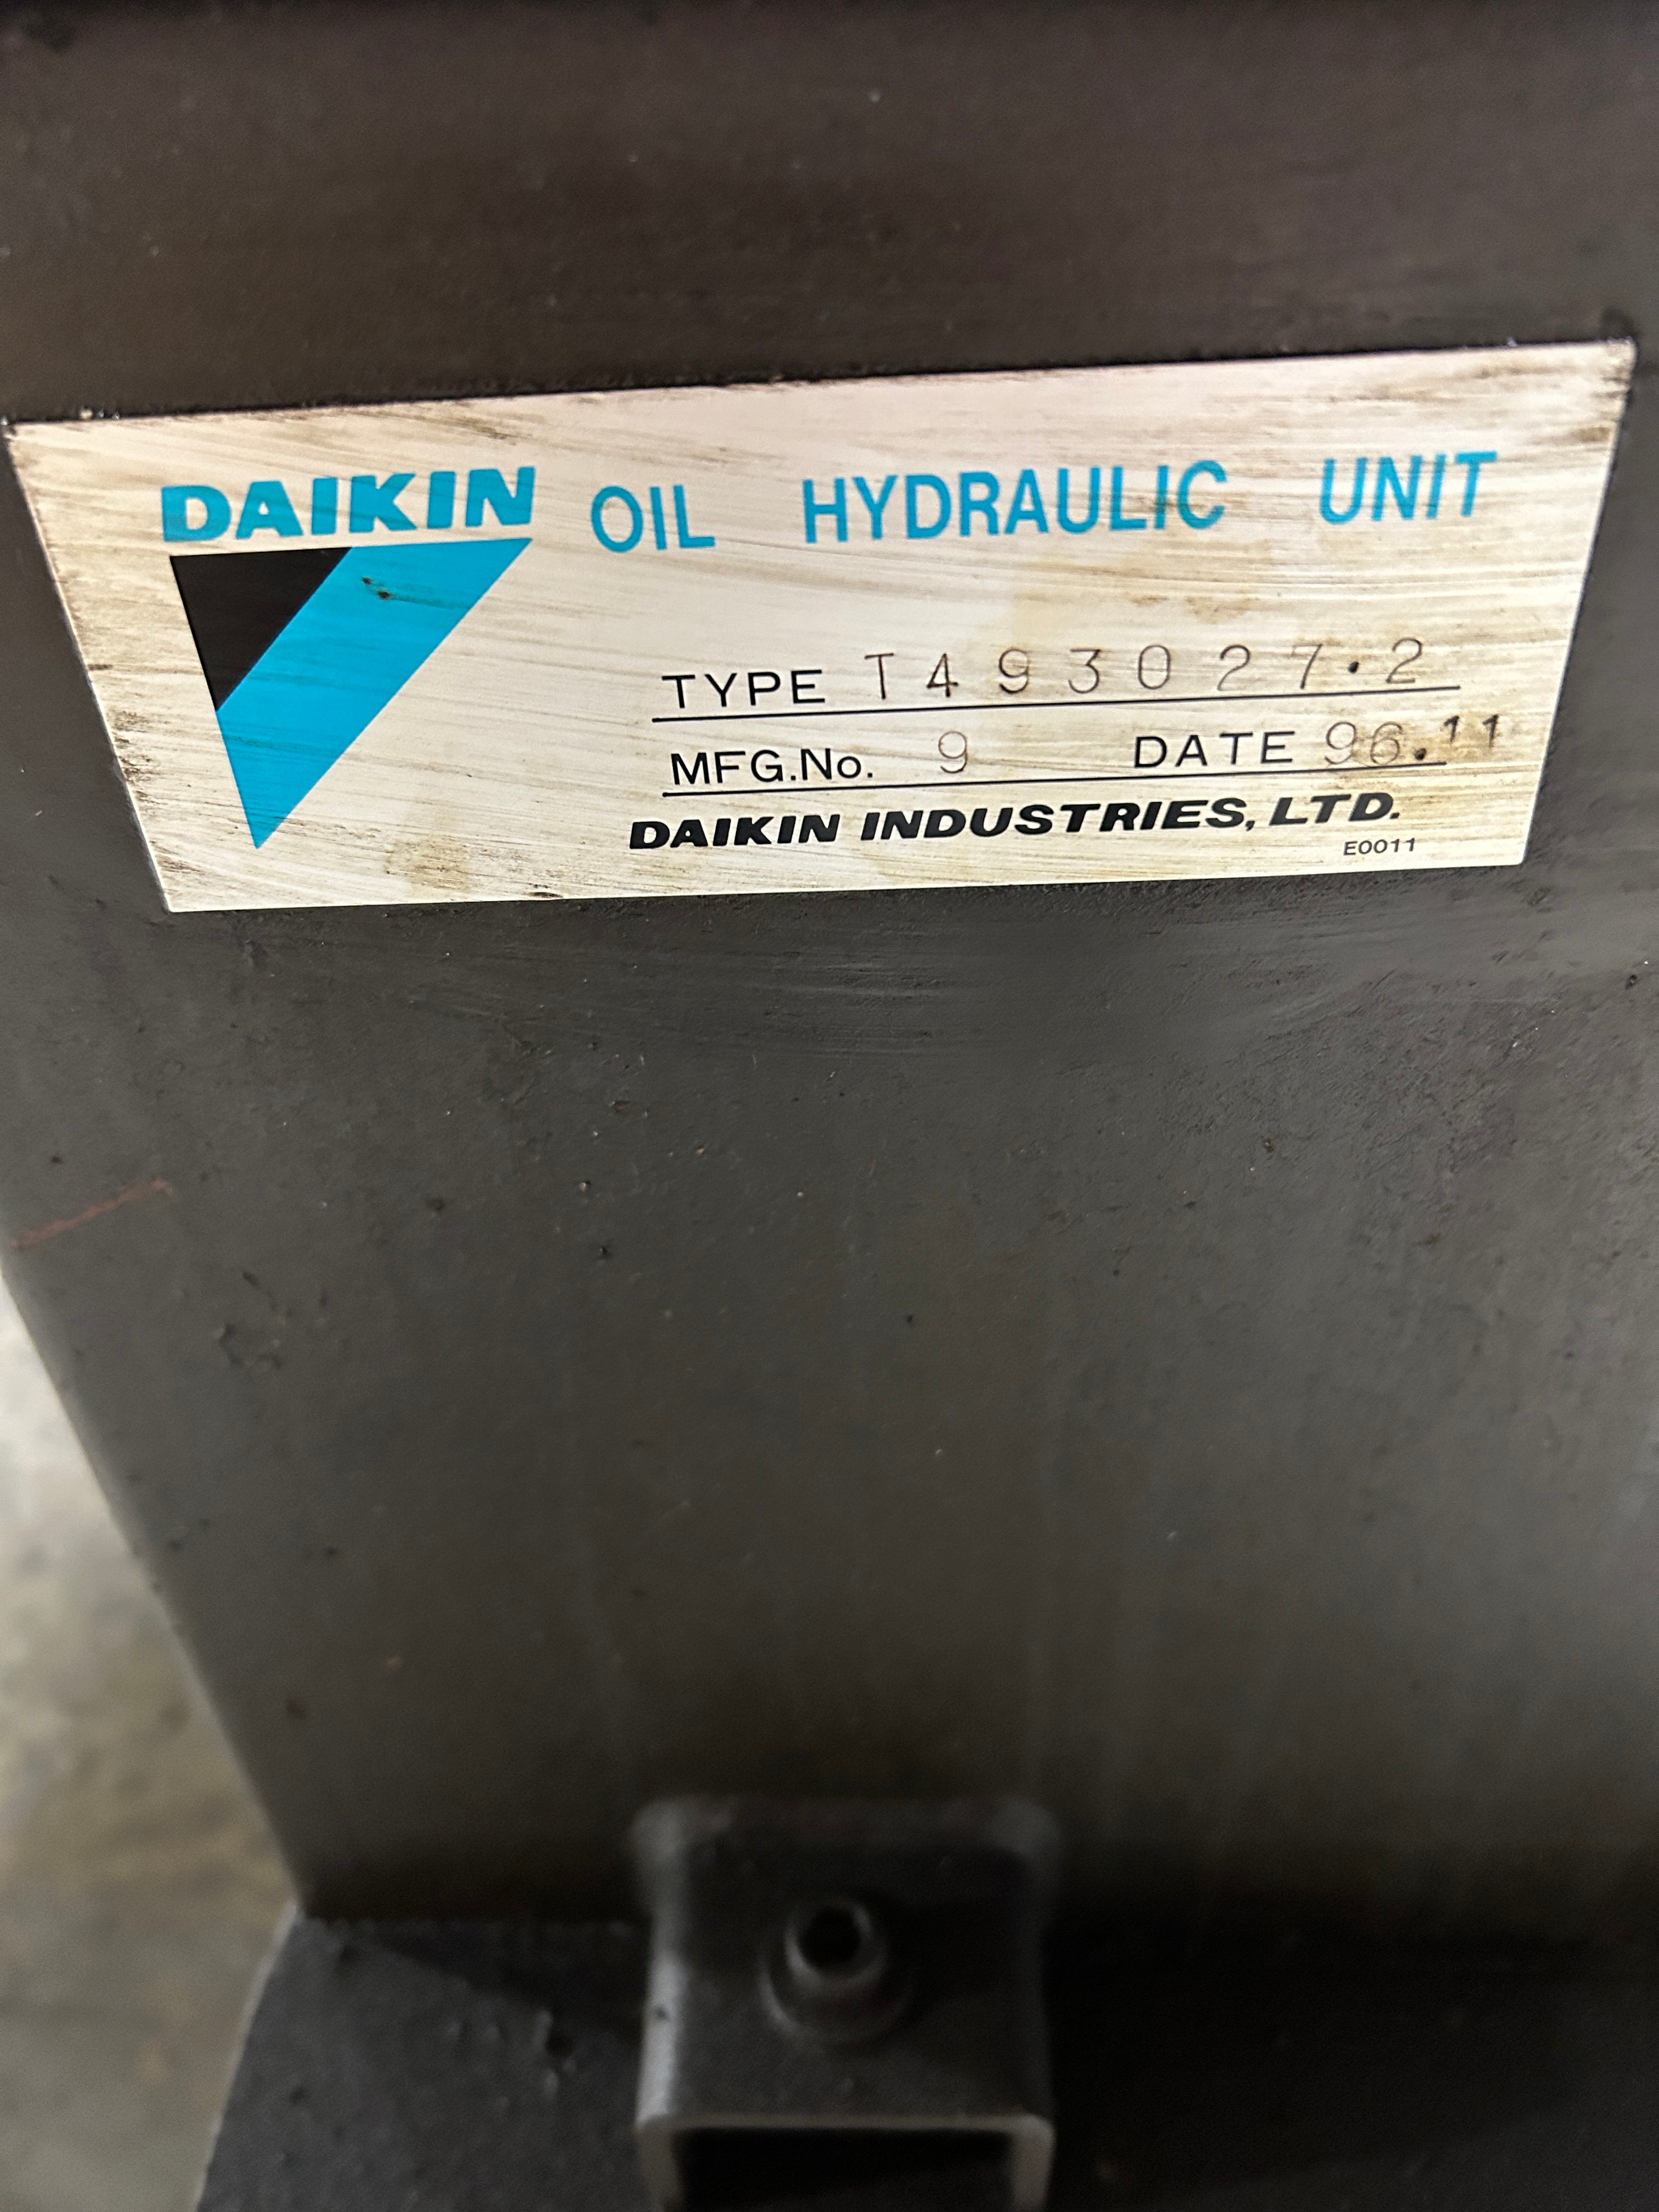 DAIKIN OIL HYDRAULIC UNIT
TYPE T493027·2
MFG.No. 9 DATE 96.11
DAIKIN INDUSTRIES, LTD.
E0011